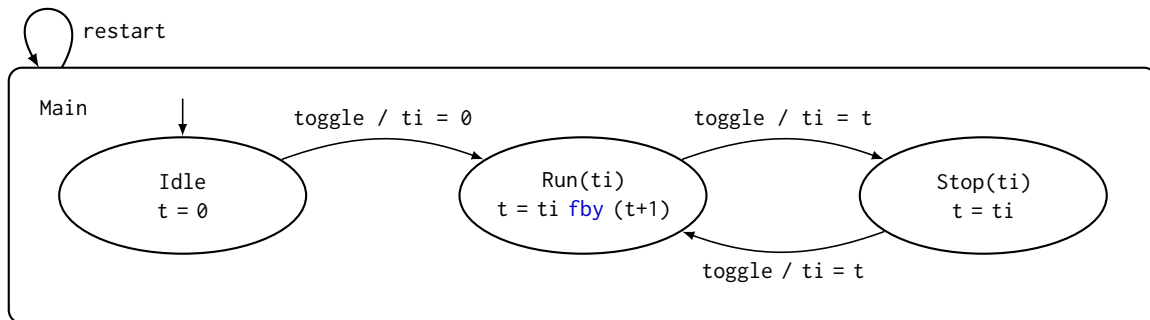 restart
Main
toggle / ti = 0
toggle / ti = t
Idle
t = 0
Run(ti)
t = ti fby (t+1)
Stop(ti)
t = ti
toggle / ti = t